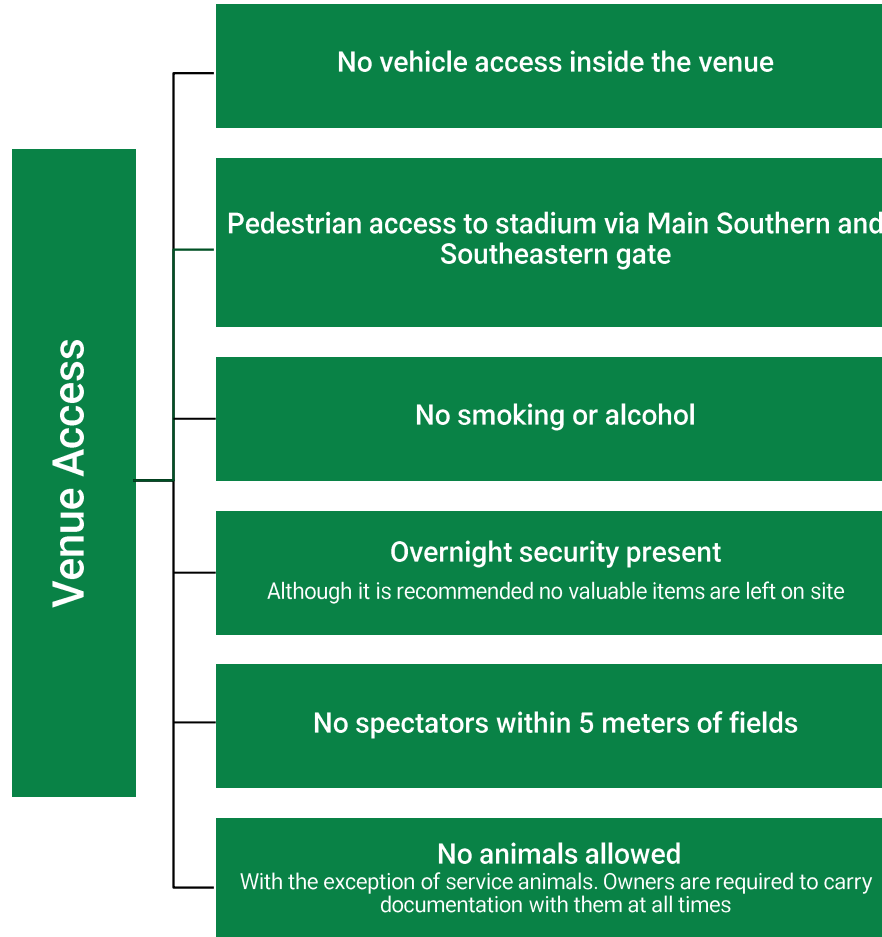 Venue Access
No vehicle access inside the venue
Pedestrian access to stadium via Main Southern and
Southeastern gate
No smoking or alcohol
Overnight security present
Although it is recommended no valuable items are left on site
No spectators within 5 meters of fields
No animals allowed
With the exception of service animals. Owners are required to carry
documentation with them at all times